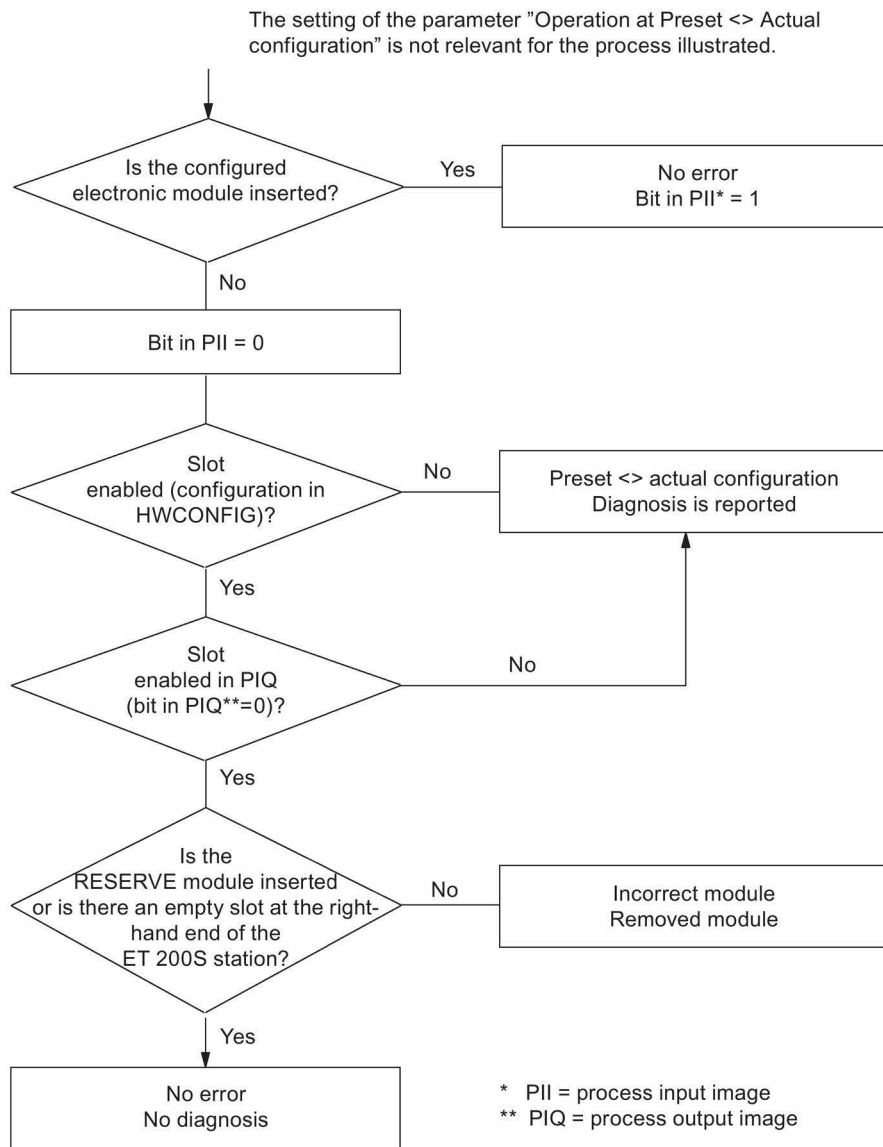 The setting of the parameter "Operation at Preset <> Actual
configuration" is not relevant for the process illustrated.
Is the configured
electronic module inserted?
Yes
No error
Bit in PII* = 1
No
Bit in PII = 0
Slot
enabled (configuration in
HWCONFIG)?
No
Preset <> actual configuration
Diagnosis is reported
Yes
Slot
enabled in PIQ
(bit in PIQ**=0)?
No
Yes
Is the
RESERVE module inserted
or is there an empty slot at the right-
hand end of the
ET 200S station?
No
Incorrect module
Removed module
Yes
No error
No diagnosis
* PII = process input image
** PIQ = process output image